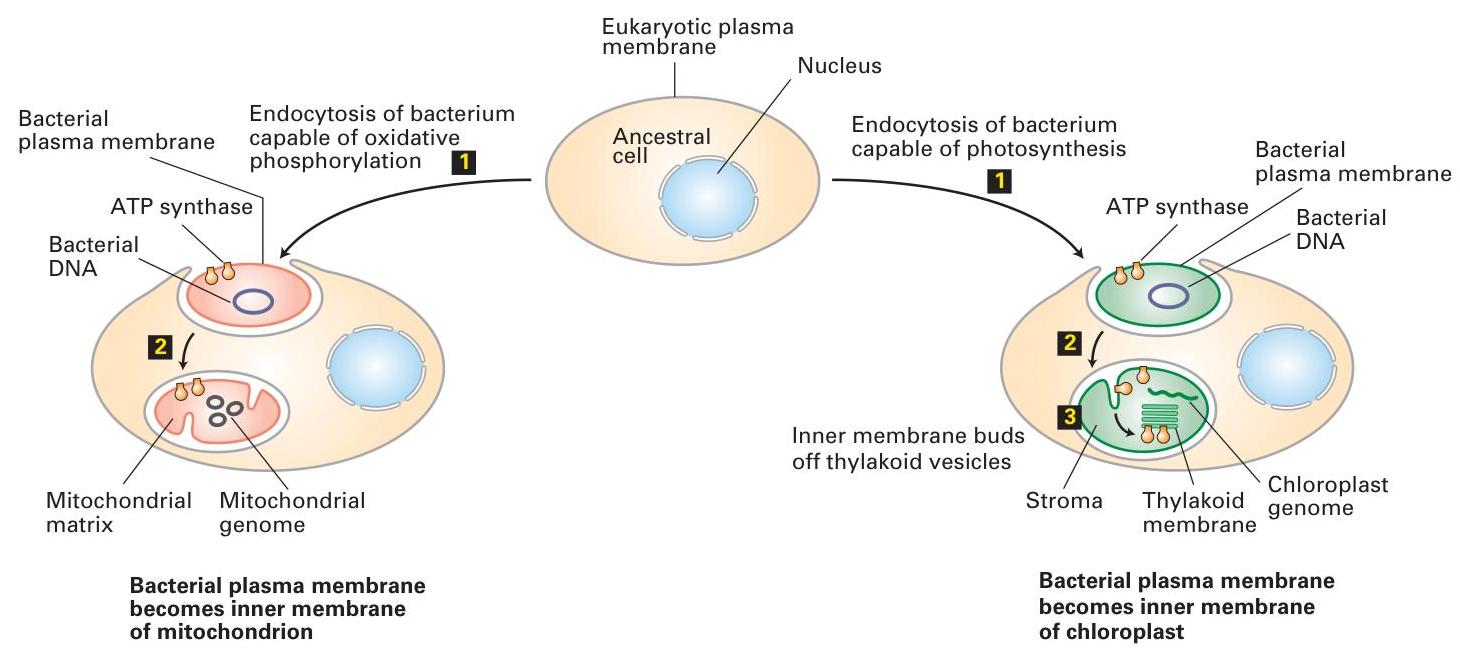 Eukaryotic plasma
membrane
Nucleus
Ancestral
cell
Bacterial
plasma membrane
Endocytosis of bacterium
capable of oxidative
phosphorylation
1
ATP synthase
Bacterial
DNA
2
Mitochondrial
matrix
Mitochondrial
genome
Bacterial plasma membrane
becomes inner membrane
of mitochondrion
Endocytosis of bacterium
capable of photosynthesis
1
Bacterial
plasma membrane
ATP synthase
Bacterial
DNA
2
3
Inner membrane buds
off thylakoid vesicles
Stroma
Thylakoid
membrane
Chloroplast
genome
Bacterial plasma membrane
becomes inner membrane
of chloroplast